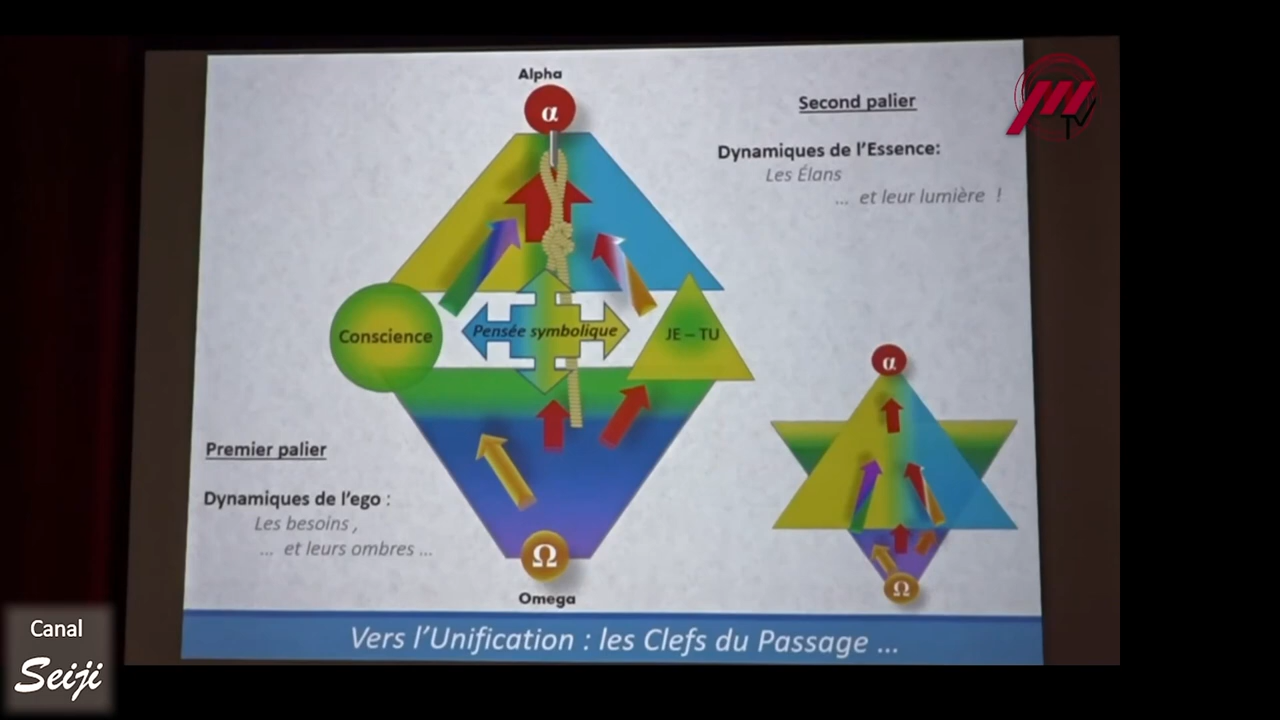 Alpha
α
Second palier
Dynamiques de l'Essence:
Les Élans
... et leur lumière !
TV
Conscience
Pensée symbolique
JE – TU
α
Premier palier
Dynamiques de l'ego :
Les besoins ,
... et leurs ombres ...
Ω
Omega
Ω
Vers l'Unification : les Clefs du Passage ...
Canal
Seiji